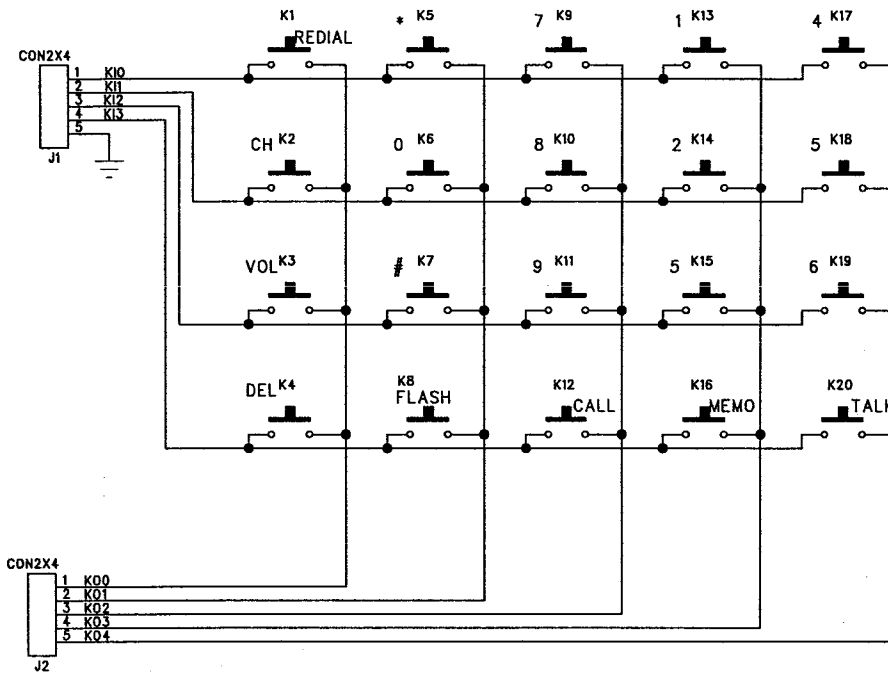 K1 * K5 7 K9 1 K13 4 K17
REDIAL
CON2X4
1 KI0
2 KI1
3 KI2
4 KI3
5
J1
CH K2 0 K6 8 K10 2 K14 5 K18
VOL K3 # K7 9 K11 5 K15 6 K19
DEL K4 K8 FLASH K12 CALL K16 MEMO K20 TALK
CON2X4
1 KO0
2 KO1
3 KO2
4 KO3
5 KO4
J2